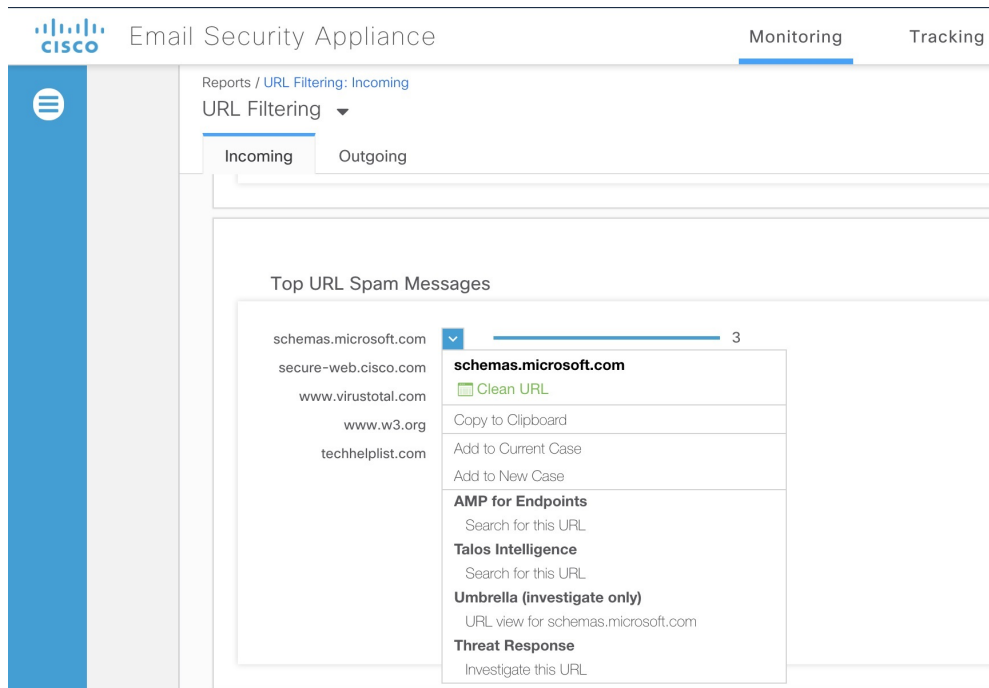 CISCO
Email Security Appliance
Monitoring
Tracking
Reports / URL Filtering: Incoming
URL Filtering
Incoming
Outgoing
Top URL Spam Messages
schemas.microsoft.com
3
secure-web.cisco.com
www.virustotal.com
www.w3.org
techhelplist.com
schemas.microsoft.com
Clean URL
Copy to Clipboard
Add to Current Case
Add to New Case
AMP for Endpoints
Search for this URL
Talos Intelligence
Search for this URL
Umbrella (investigate only)
URL view for schemas.microsoft.com
Threat Response
Investigate this URL